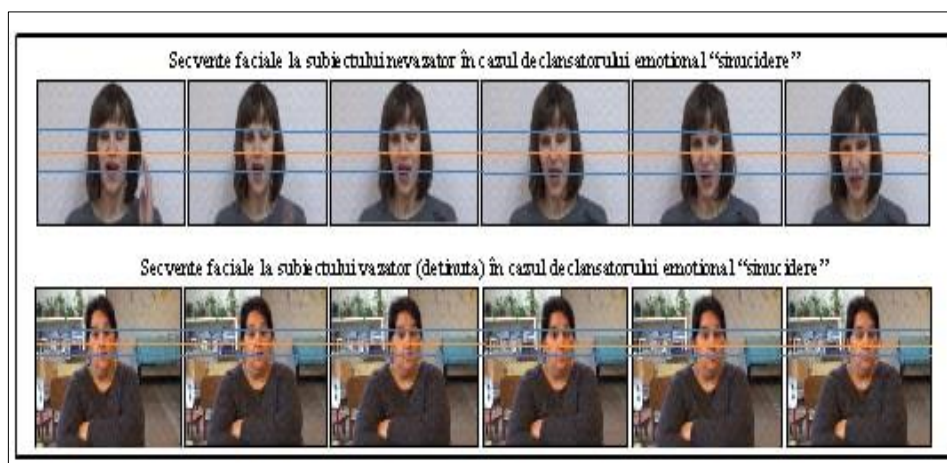 Secvente faciale la subiectului nevazator în cazul declansatorului emotional “sinucidere”
Secvente faciale la subiectului vazator (detinuta) în cazul declansatorului emotional “sinucidere”